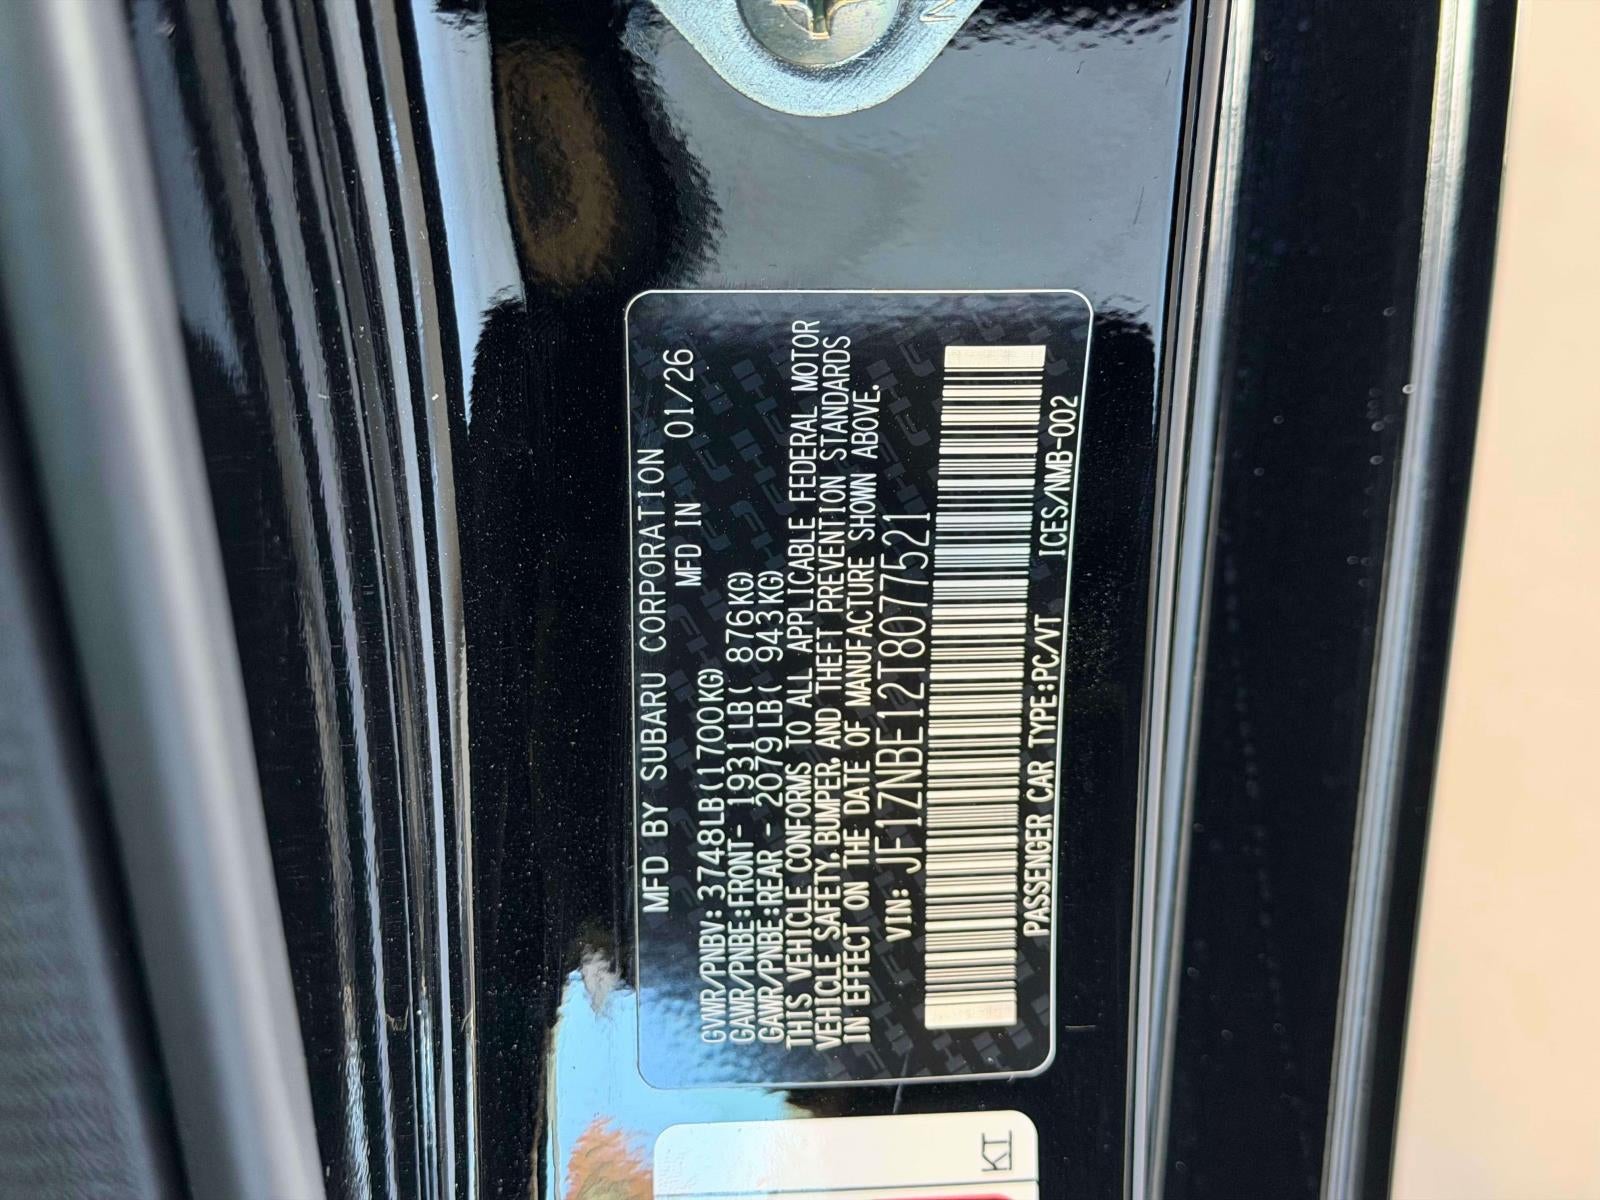 MFD BY SUBARU CORPORATION
MFD IN 01/26
GVWR/PNBV: 3748LB(1700KG)
GAWR/PNBE:FRONT- 1931LB( 876KG)
GAWR/PNBE:REAR - 2079LB( 943KG)
THIS VEHICLE CONFORMS TO ALL APPLICABLE FEDERAL MOTOR
VEHICLE SAFETY, BUMPER, AND THEFT PREVENTION STANDARDS
IN EFFECT ON THE DATE OF MANUFACTURE SHOWN ABOVE.
VIN: JF1ZNBE12T8077521
PASSENGER CAR TYPE:PC/VT ICES/NMB-002
KI